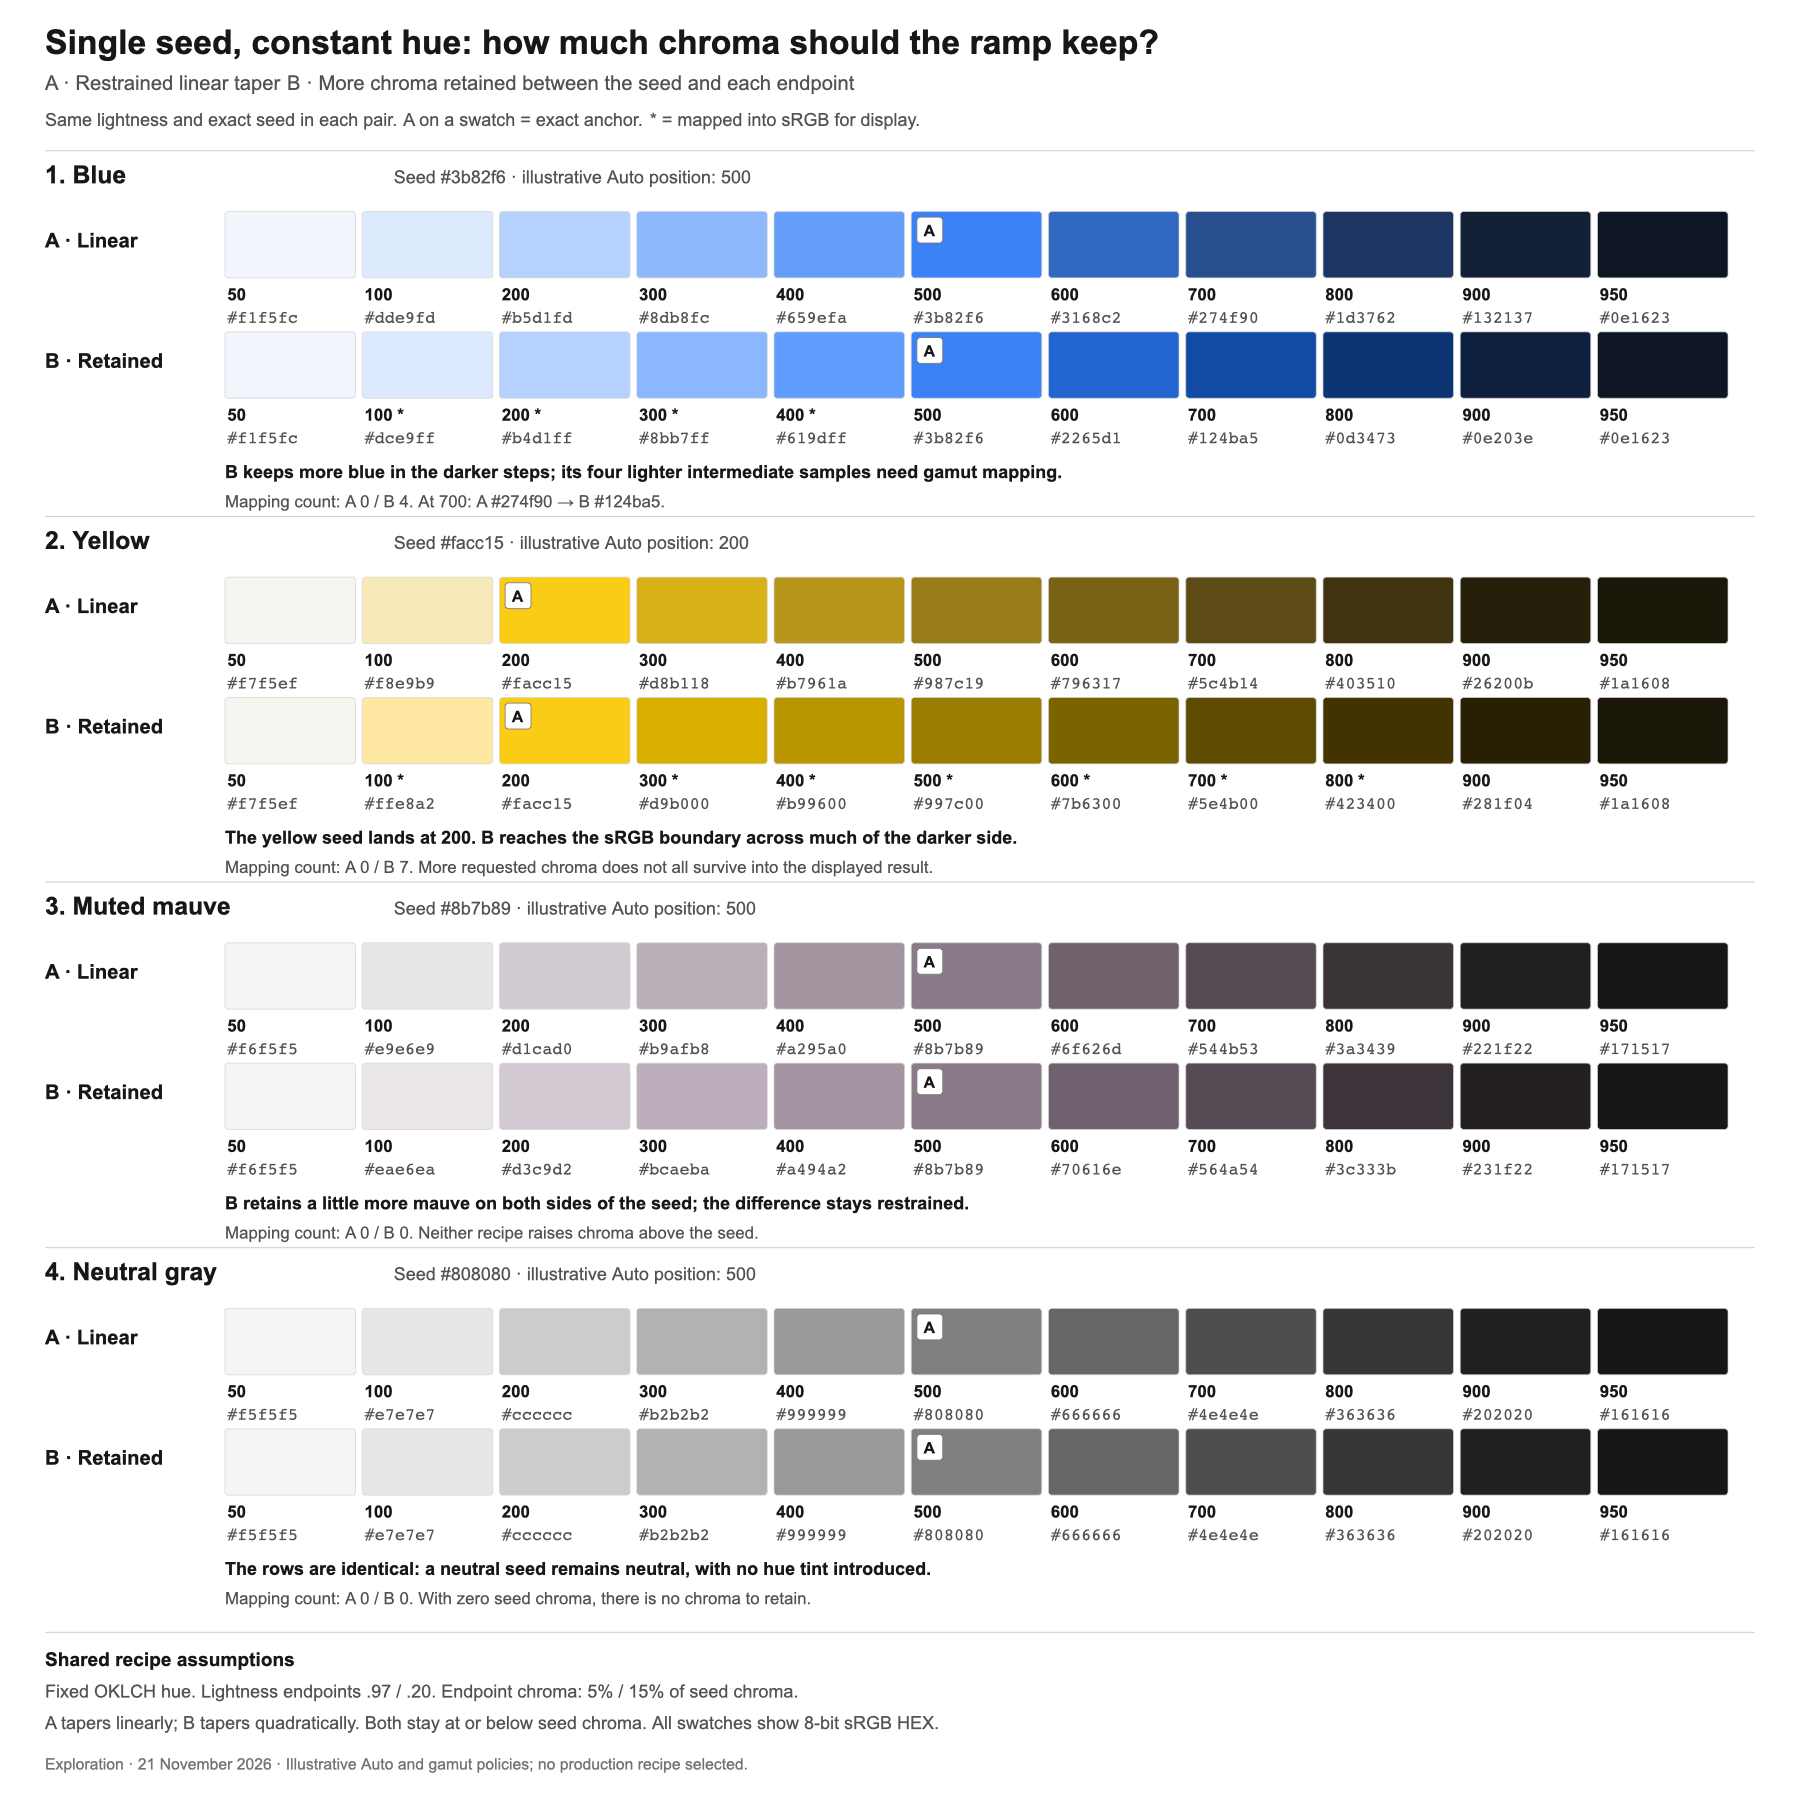 Single seed, constant hue: how much chroma should the ramp keep?
A · Restrained linear taper B · More chroma retained between the seed and each endpoint
Same lightness and exact seed in each pair. A on a swatch = exact anchor. * = mapped into sRGB for display.
1. Blue Seed #3b82f6 · illustrative Auto position: 500
A · Linear A
50 100 200 300 400 500 600 700 800 900 950
#f1f5fc #dde9fd #b5d1fd #8db8fc #659efa #3b82f6 #3168c2 #274f90 #1d3762 #132137 #0e1623
B · Retained A
50 100 * 200 * 300 * 400 * 500 600 700 800 900 950
#f1f5fc #dce9ff #b4d1ff #8bb7ff #619dff #3b82f6 #2265d1 #124ba5 #0d3473 #0e203e #0e1623
B keeps more blue in the darker steps; its four lighter intermediate samples need gamut mapping.
Mapping count: A 0 / B 4. At 700: A #274f90 → B #124ba5.
2. Yellow Seed #facc15 · illustrative Auto position: 200
A · Linear A
50 100 200 300 400 500 600 700 800 900 950
#f7f5ef #f8e9b9 #facc15 #d8b118 #b7961a #987c19 #796317 #5c4b14 #403510 #26200b #1a1608
B · Retained A
50 100 * 200 300 * 400 * 500 * 600 * 700 * 800 * 900 950
#f7f5ef #ffe8a2 #facc15 #d9b000 #b99600 #997c00 #7b6300 #5e4b00 #423400 #281f04 #1a1608
The yellow seed lands at 200. B reaches the sRGB boundary across much of the darker side.
Mapping count: A 0 / B 7. More requested chroma does not all survive into the displayed result.
3. Muted mauve Seed #8b7b89 · illustrative Auto position: 500
A · Linear A
50 100 200 300 400 500 600 700 800 900 950
#f6f5f5 #e9e6e9 #d1cad0 #b9afb8 #a295a0 #8b7b89 #6f626d #544b53 #3a3439 #221f22 #171517
B · Retained A
50 100 200 300 400 500 600 700 800 900 950
#f6f5f5 #eae6ea #d3c9d2 #bcaeba #a494a2 #8b7b89 #70616e #564a54 #3c333b #231f22 #171517
B retains a little more mauve on both sides of the seed; the difference stays restrained.
Mapping count: A 0 / B 0. Neither recipe raises chroma above the seed.
4. Neutral gray Seed #808080 · illustrative Auto position: 500
A · Linear A
50 100 200 300 400 500 600 700 800 900 950
#f5f5f5 #e7e7e7 #cccccc #b2b2b2 #999999 #808080 #666666 #4e4e4e #363636 #202020 #161616
B · Retained A
50 100 200 300 400 500 600 700 800 900 950
#f5f5f5 #e7e7e7 #cccccc #b2b2b2 #999999 #808080 #666666 #4e4e4e #363636 #202020 #161616
The rows are identical: a neutral seed remains neutral, with no hue tint introduced.
Mapping count: A 0 / B 0. With zero seed chroma, there is no chroma to retain.
Shared recipe assumptions
Fixed OKLCH hue. Lightness endpoints .97 / .20. Endpoint chroma: 5% / 15% of seed chroma.
A tapers linearly; B tapers quadratically. Both stay at or below seed chroma. All swatches show 8-bit sRGB HEX.
Exploration · 21 November 2026 · Illustrative Auto and gamut policies; no production recipe selected.